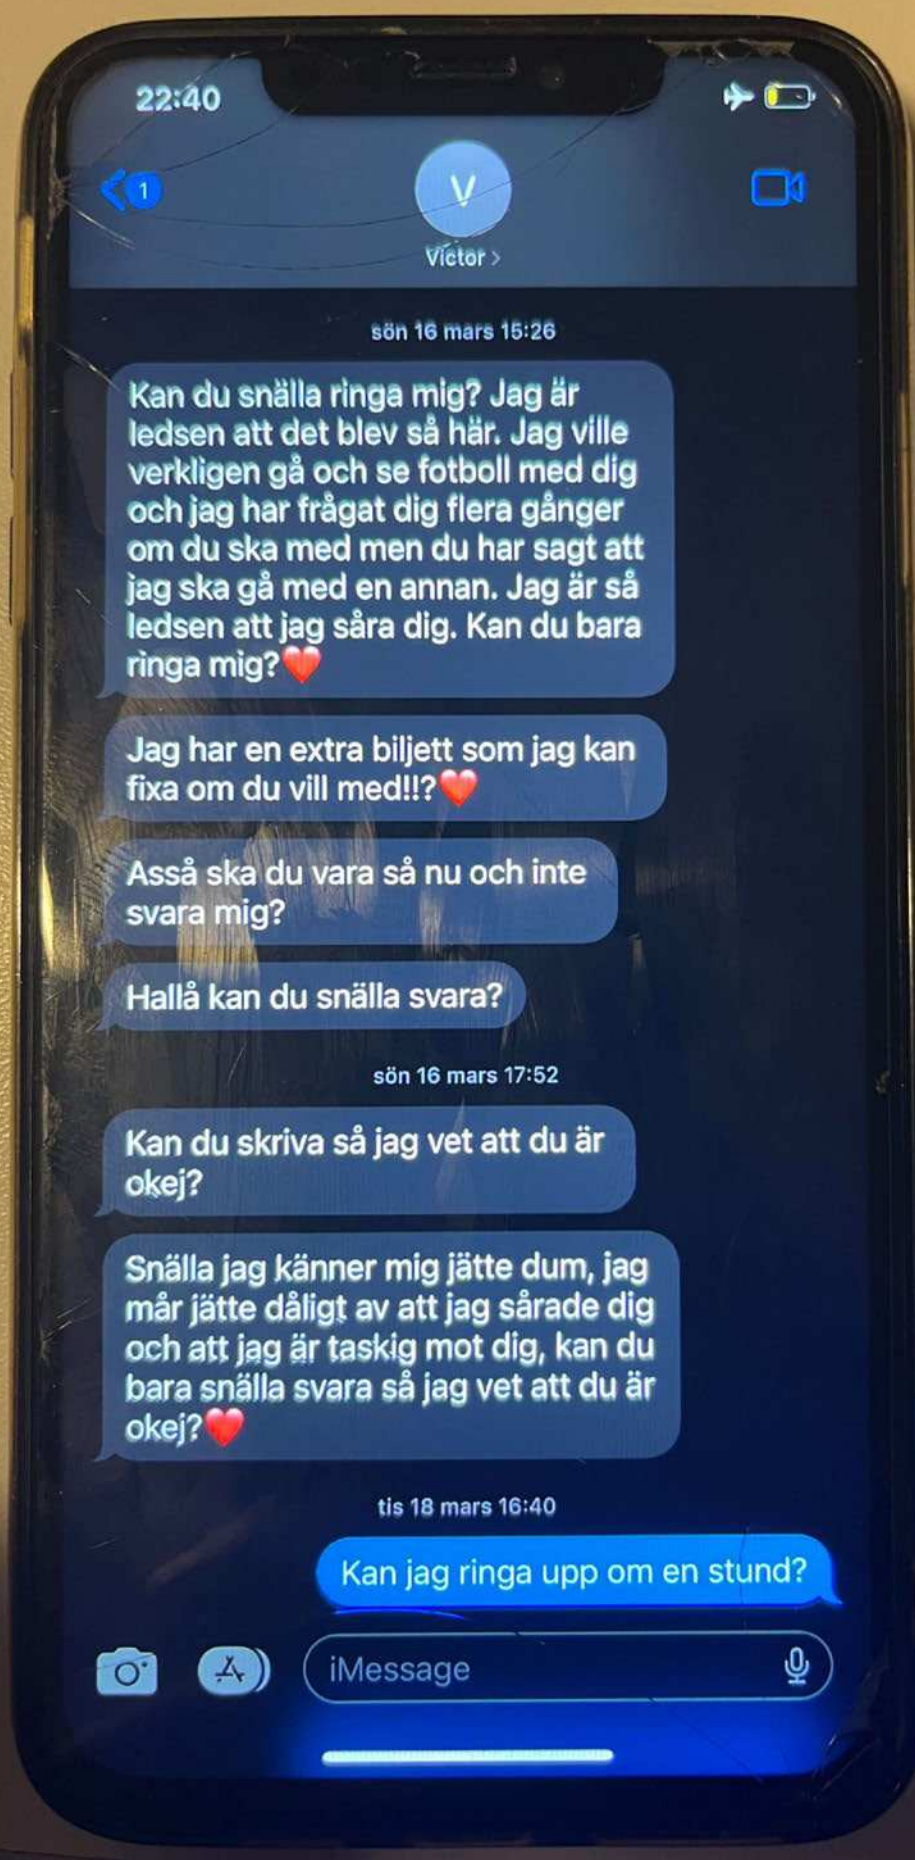 22:40
1
V
Victor >
sön 16 mars 15:26
Kan du snälla ringa mig? Jag är
ledsen att det blev så här. Jag ville
verkligen gå och se fotboll med dig
och jag har frågat dig flera gånger
om du ska med men du har sagt att
jag ska gå med en annan. Jag är så
ledsen att jag såra dig. Kan du bara
ringa mig?❤️
Jag har en extra biljett som jag kan
fixa om du vill med!!?❤️
Asså ska du vara så nu och inte
svara mig?
Hallå kan du snälla svara?
sön 16 mars 17:52
Kan du skriva så jag vet att du är
okej?
Snälla jag känner mig jätte dum, jag
mår jätte dåligt av att jag sårade dig
och att jag är taskig mot dig, kan du
bara snälla svara så jag vet att du är
okej?❤️
tis 18 mars 16:40
Kan jag ringa upp om en stund?
iMessage